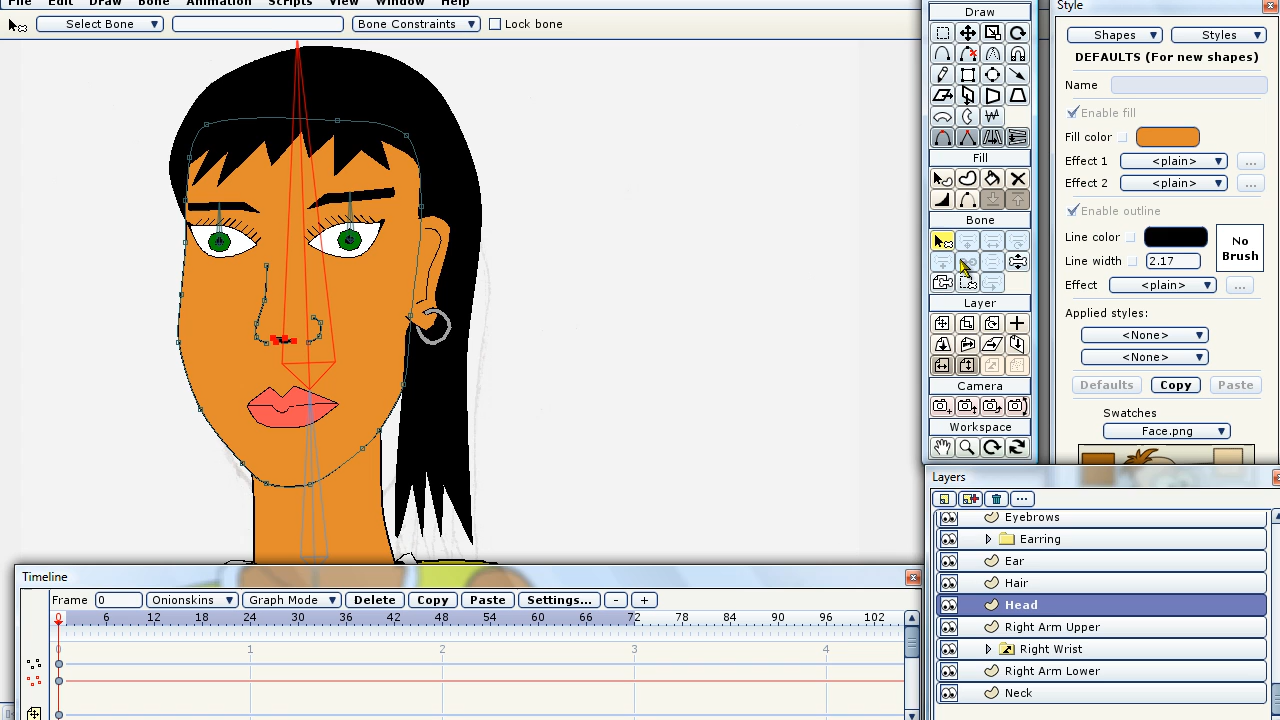 File Edit Draw Bone Animation Scripts View Window Help
Select Bone Bone Constraints Lock bone
Draw
Fill
Bone
Layer
Camera
Workspace
Style
Shapes Styles
DEFAULTS (For new shapes)
Name
Enable fill
Fill color
Effect 1 <plain> ...
Effect 2 <plain> ...
Enable outline
Line color
No Brush
Line width 2.17
Effect <plain> ...
Applied styles:
<None>
<None>
Defaults Copy Paste
Swatches
Face.png
Layers
...
Eyebrows
Earring
Ear
Hair
Head
Right Arm Upper
Right Wrist
Right Arm Lower
Neck
Timeline
Frame 0 Onionskins Graph Mode Delete Copy Paste Settings... - +
0 6 12 18 24 30 36 42 48 54 60 66 72 78 84 90 96 102
0 1 2 3 4